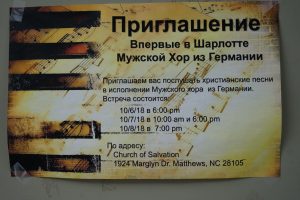 Приглашение
Впервые в Шарлотте
Мужской Хор из Германии
Приглашаем вас послушать христианские песни
в исполнении Мужского хора из Германии.
Встреча состоится:
10/6/18 в 6:00 pm
10/7/18 в 10:00 am и 6:00 pm
10/8/18 в 7:00 pm
По адресу:
Church of Salvation
1924 Marglyn Dr. Matthews, NC 28105